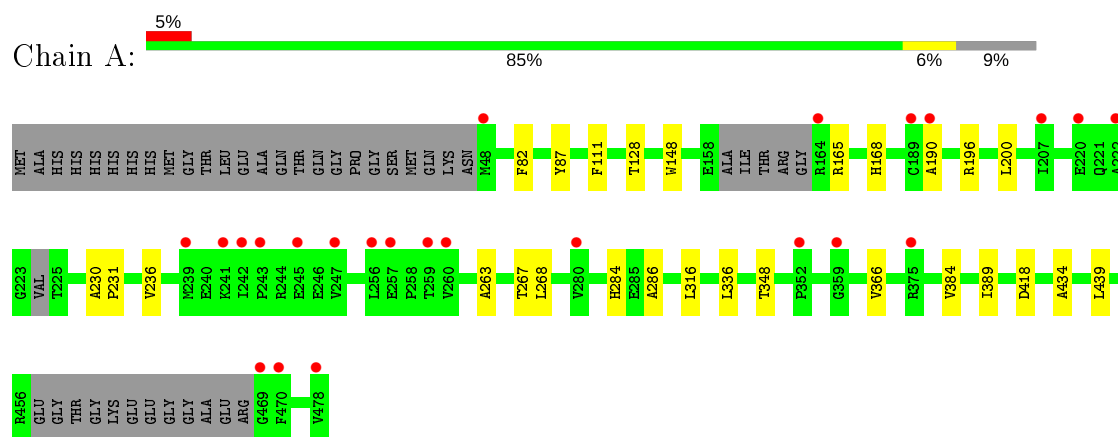 5%
Chain A:
85% 6% 9%
MET ALA HIS HIS HIS HIS HIS HIS MET GLY THR LEU GLU ALA GLN THR GLN GLY PRO GLY SER MET GLN LYS ASN M48 F82 Y87 F111 T128 W148 E158 ALA ILE THR ARG GLY R164 R165 H168 C189 A190 R196 L200 I207 E220 Q221 A222
G223 VAL T225 A230 P231 V236 M239 E240 K241 I242 P243 R244 E245 E246 V247 L256 E257 P258 MET T259 V260 A263 T267 L268 V280 H284 E285 A286 L316 L336 T348 P352 G359 V366 R375 V384 I389 D418 A434 L439
R456 GLU GLY THR GLY LYS GLU GLU GLY GLY ALA GLU ARG G469 F470 V478